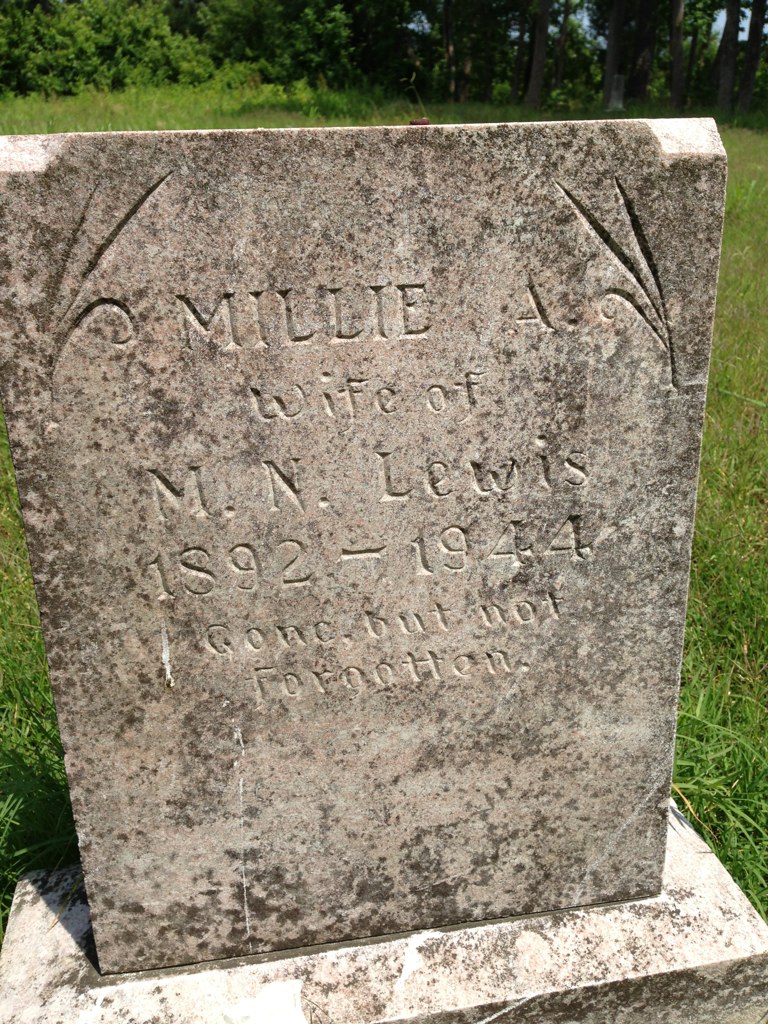 MILLIE A.
Wife of
M. N. Lewis
1892 – 1944
Gone, but not
forgotten.